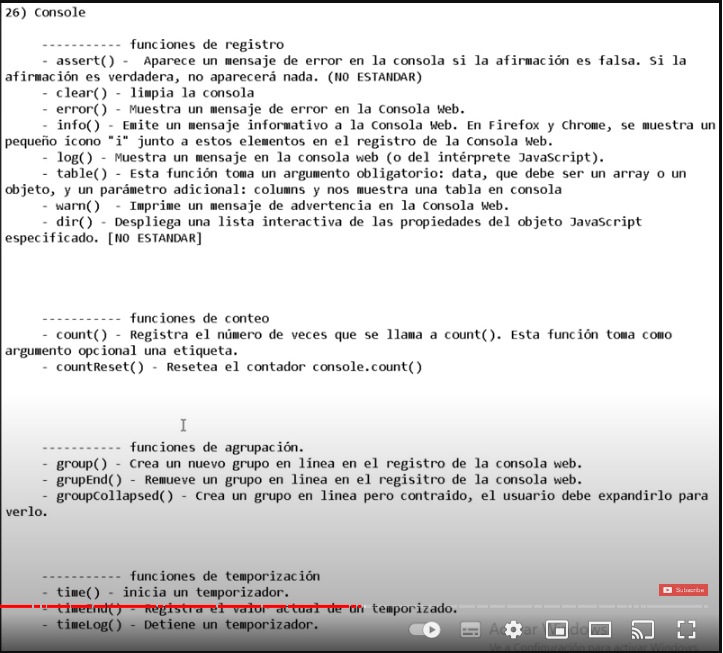 26) Console
----------- funciones de registro
- assert() -  Aparece un mensaje de error en la consola si la afirmación es falsa. Si la
afirmación es verdadera, no aparecerá nada. (NO ESTANDAR)
- clear() - limpia la consola
- error() - Muestra un mensaje de error en la Consola Web.
- info() - Emite un mensaje informativo a la Consola Web. En Firefox y Chrome, se muestra un
pequeño ícono "i" junto a estos elementos en el registro de la Consola Web.
- log() - Muestra un mensaje en la consola web (o del intérprete JavaScript).
- table() - Esta función toma un argumento obligatorio: data, que debe ser un array o un
objeto, y un parámetro adicional: columns y nos muestra una tabla en consola
- warn()  - Imprime un mensaje de advertencia en la Consola Web.
- dir() - Despliega una lista interactiva de las propiedades del objeto JavaScript
especificado. [NO ESTANDAR]
----------- funciones de conteo
- count() - Registra el número de veces que se llama a count(). Esta función toma como
argumento opcional una etiqueta.
- countReset() - Resetea el contador console.count()
----------- funciones de agrupación.
- group() - Crea un nuevo grupo en línea en el registro de la consola web.
- grupEnd() - Remueve un grupo en linea en el regisitro de la consola web.
- groupCollapsed() - Crea un grupo en linea pero contraido, el usuario debe expandirlo para
verlo.
----------- funciones de temporización
- time() - inicia un temporizador.
Subscribe
- timeEnd() - Registra el valor actual de un temporizado.
- timeLog() - Detiene un temporizador.
Activar Windows
Ve a Configuración para activar Windows.